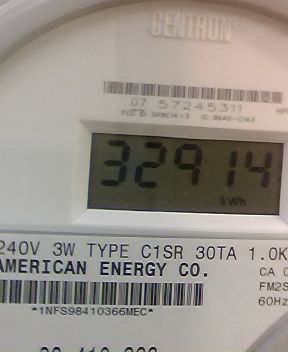 CENTRON
07 57245311
32914
kWh
240V 3W TYPE C1SR 30TA 1.0K
AMERICAN ENERGY CO.
CA
FM2S
60Hz
*1NFS98410366MEC*